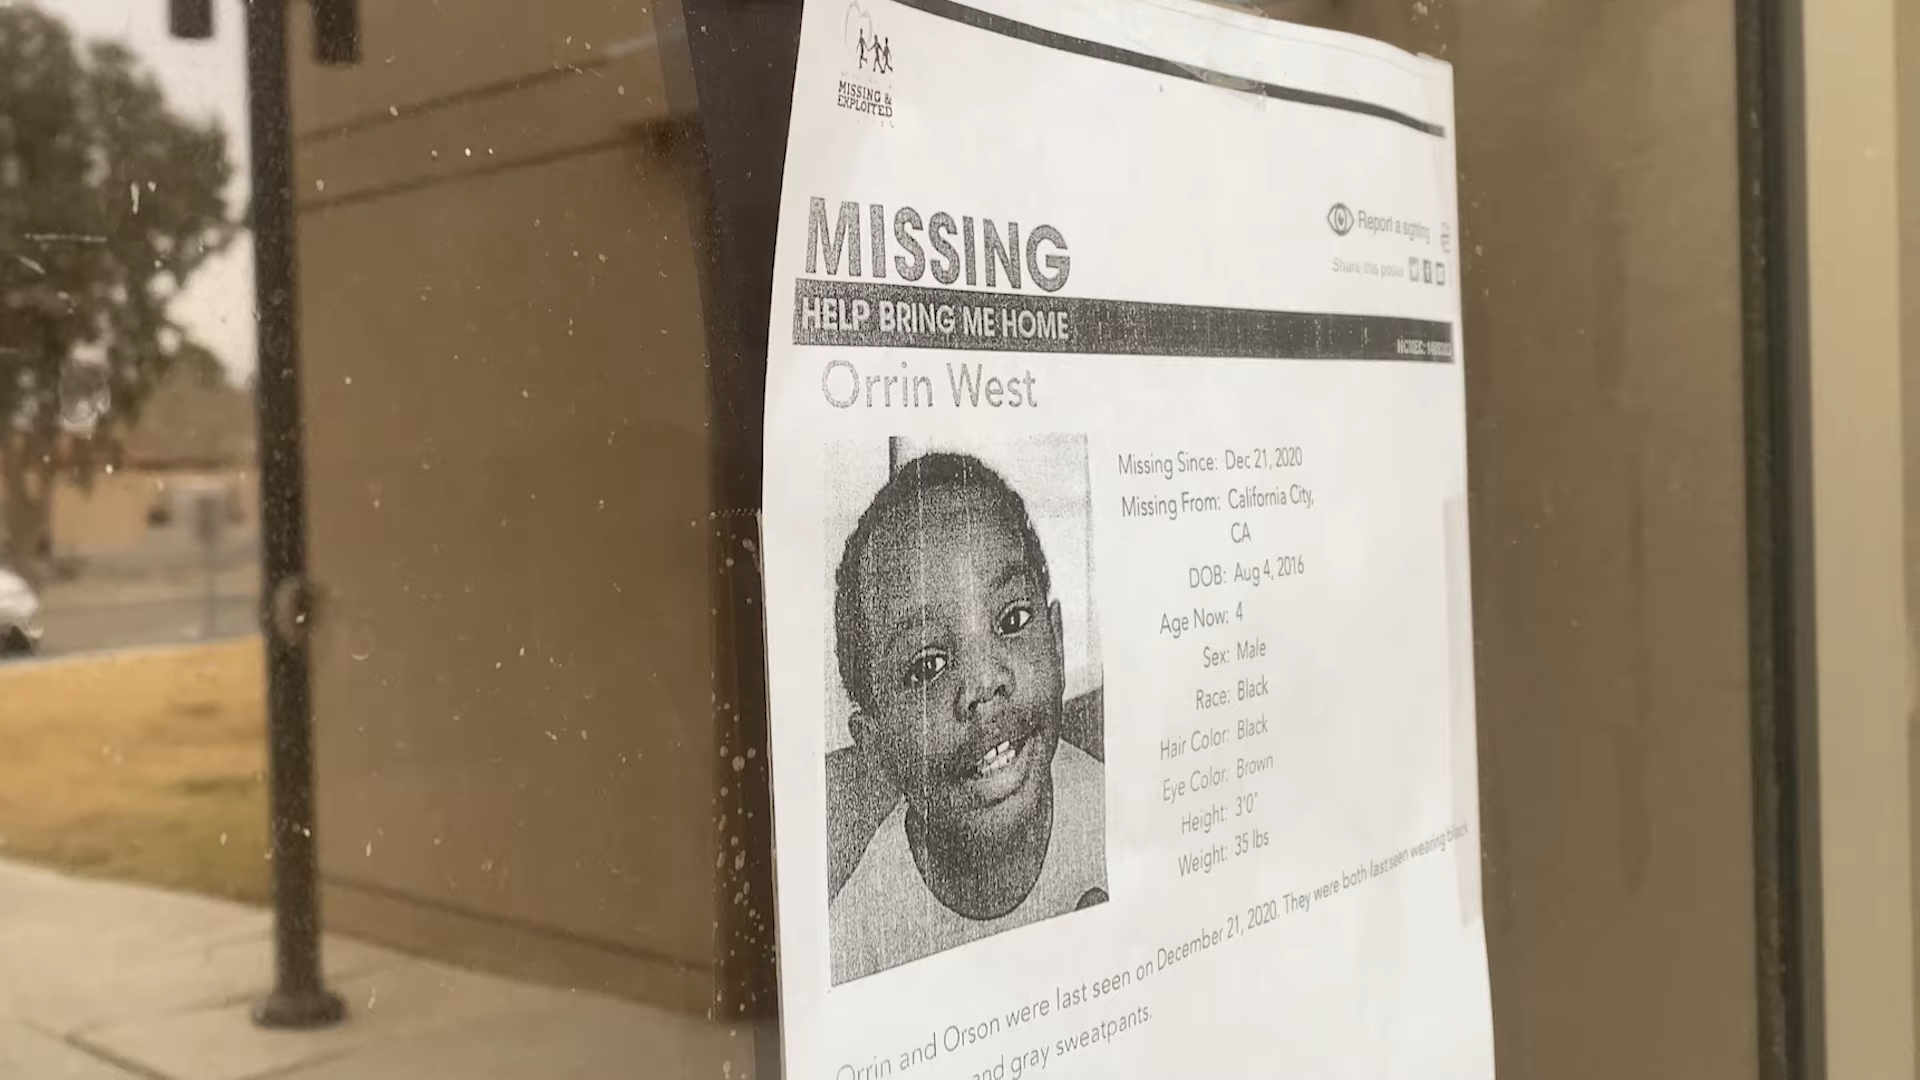 MISSING &
EXPLOITED
MISSING
Report a sighting
Share this poster
HELP BRING ME HOME
Orrin West
Missing Since: Dec 21, 2020
Missing From: California City,
CA
DOB: Aug 4, 2016
Age Now: 4
Sex: Male
Race: Black
Hair Color: Black
Eye Color: Brown
Height: 3'0"
Weight: 35 lbs
Orrin and Orson were last seen on December 21, 2020. They were both last seen wearing black
and gray sweatpants.